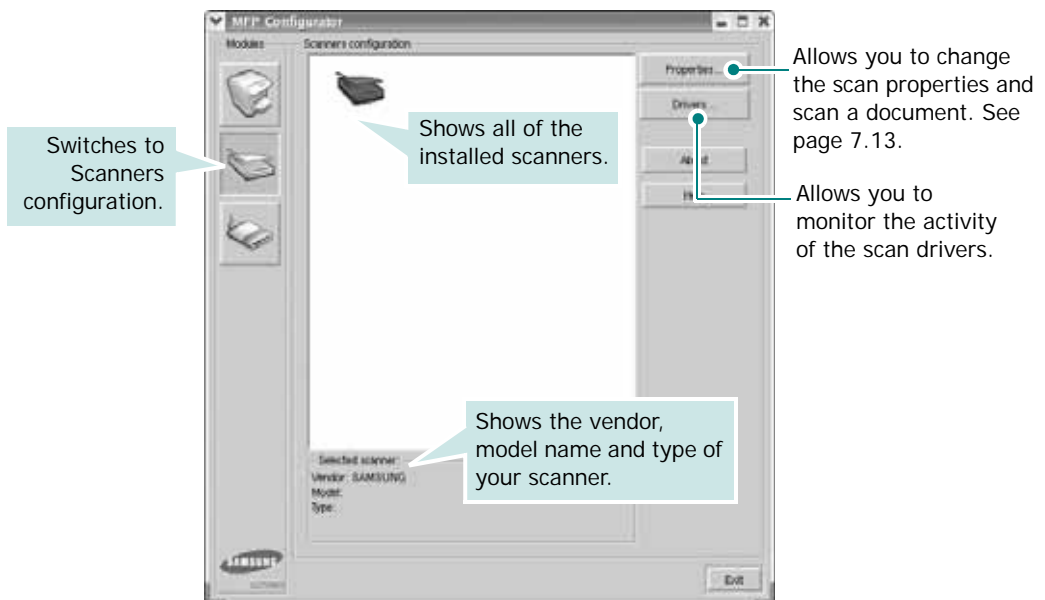 MFP Configurator
Modules
Scanners configuration
Properties...
Drivers...
About
Help
Switches to
Scanners
configuration.
Shows all of the
installed scanners.
Allows you to change
the scan properties and
scan a document. See
page 7.13.
Allows you to
monitor the activity
of the scan drivers.
Shows the vendor,
model name and type of
your scanner.
Selected scanner:
Vendor: SAMSUNG
Model:
Type:
SAMSUNG
Exit